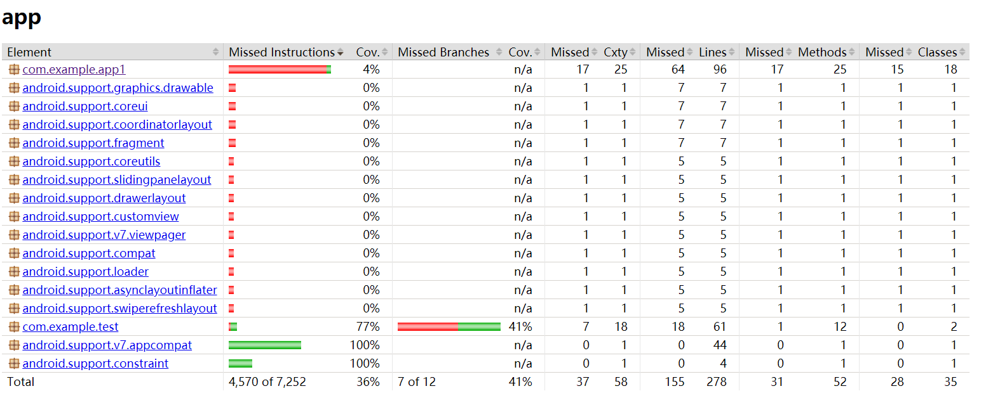 app
Element Missed Instructions Cov. Missed Branches Cov. Missed Cxty Missed Lines Missed Methods Missed Classes
com.example.app1 4% n/a 17 25 64 96 17 25 15 18
android.support.graphics.drawable 0% n/a 1 1 7 7 1 1 1 1
android.support.coreui 0% n/a 1 1 7 7 1 1 1 1
android.support.coordinatorlayout 0% n/a 1 1 7 7 1 1 1 1
android.support.fragment 0% n/a 1 1 7 7 1 1 1 1
android.support.coreutils 0% n/a 1 1 5 5 1 1 1 1
android.support.slidingpanelayout 0% n/a 1 1 5 5 1 1 1 1
android.support.drawerlayout 0% n/a 1 1 5 5 1 1 1 1
android.support.customview 0% n/a 1 1 5 5 1 1 1 1
android.support.v7.viewpager 0% n/a 1 1 5 5 1 1 1 1
android.support.compat 0% n/a 1 1 5 5 1 1 1 1
android.support.loader 0% n/a 1 1 5 5 1 1 1 1
android.support.asynclayoutinflater 0% n/a 1 1 5 5 1 1 1 1
android.support.swiperefreshlayout 0% n/a 1 1 5 5 1 1 1 1
com.example.test 77% 41% 7 18 18 61 1 12 0 2
android.support.v7.appcompat 100% n/a 0 1 0 44 0 1 0 1
android.support.constraint 100% n/a 0 1 0 4 0 1 0 1
Total 4,570 of 7,252 36% 7 of 12 41% 37 58 155 278 31 52 28 35